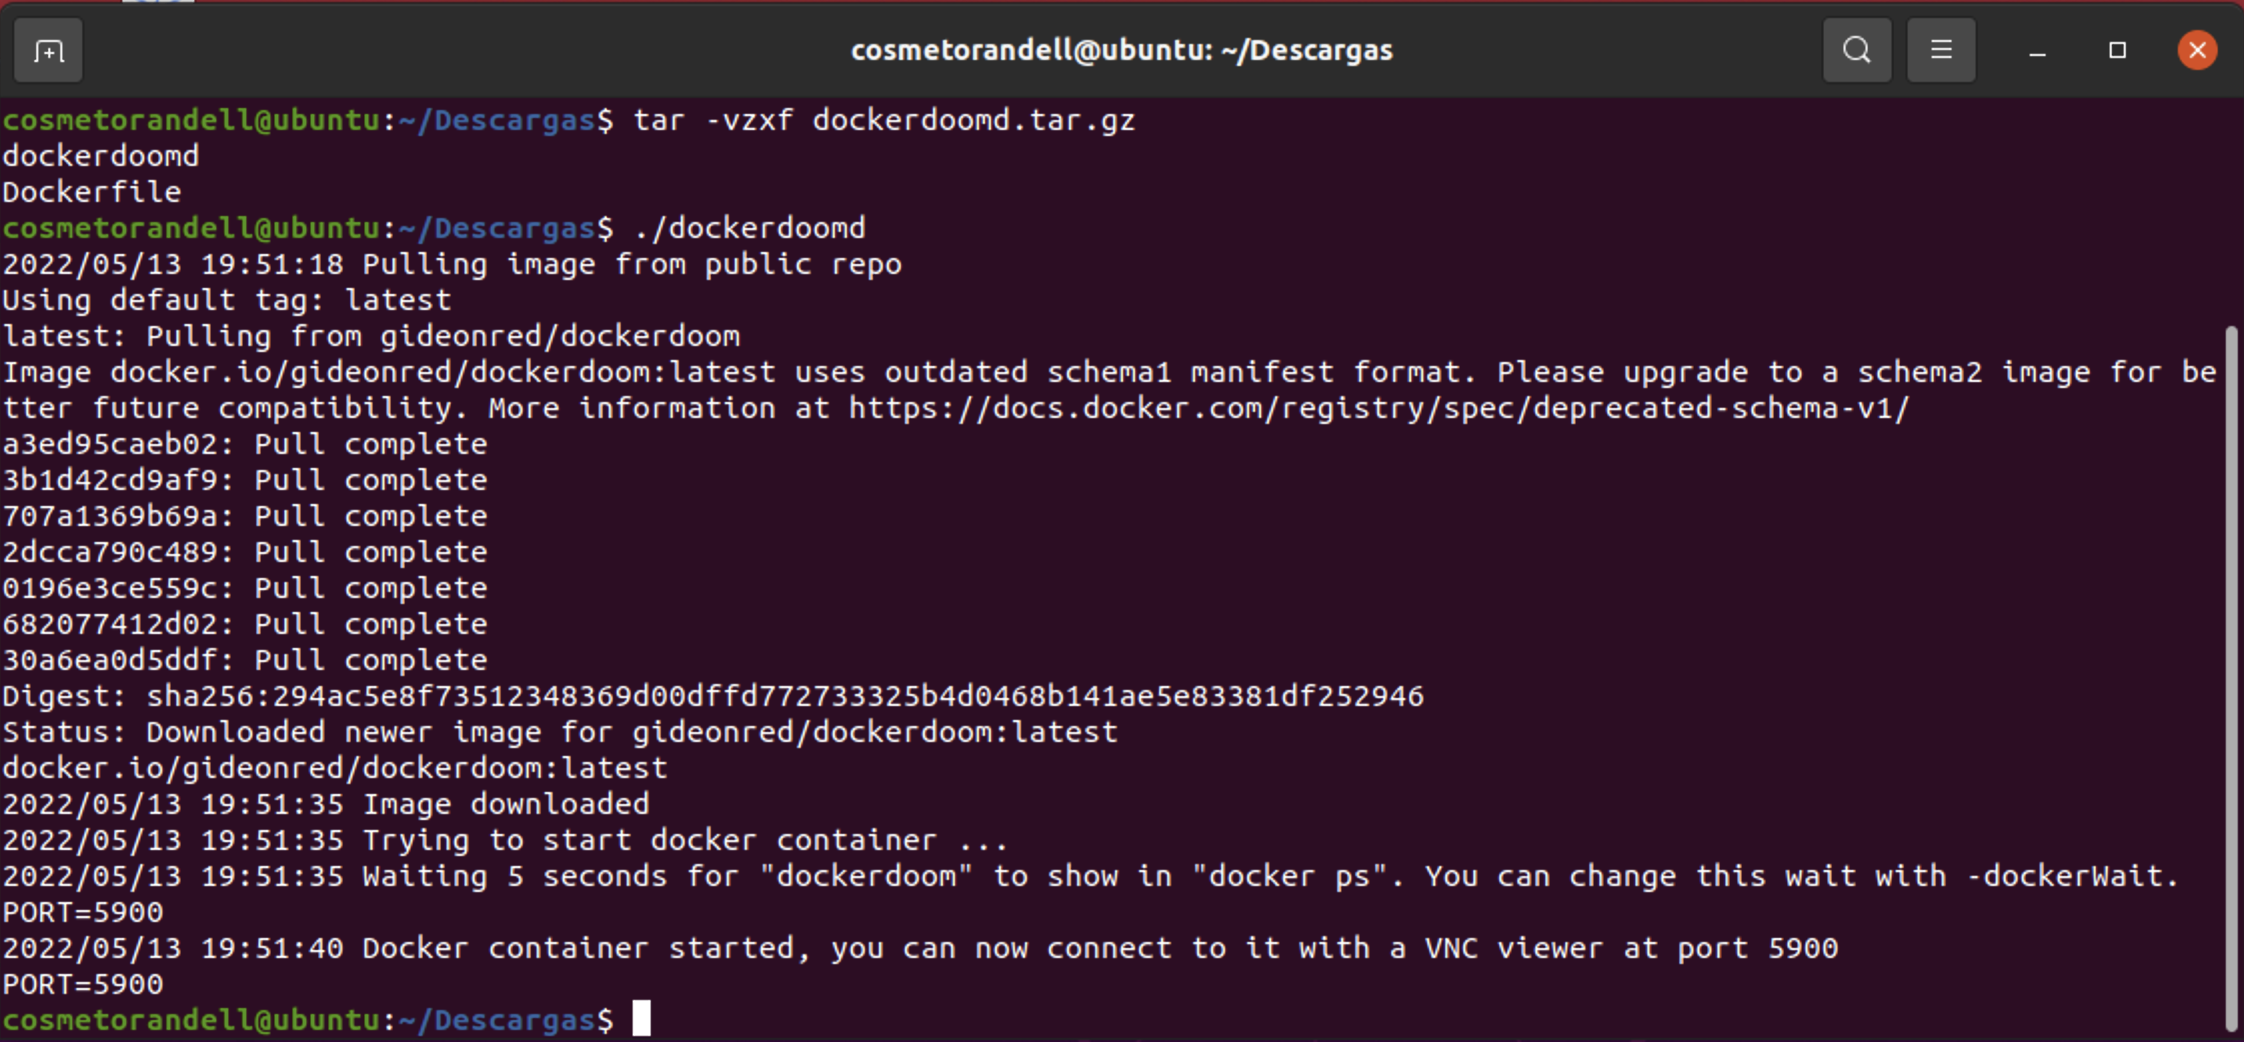 cosmetorandell@ubuntu: ~/Descargas
cosmetorandell@ubuntu:~/Descargas$ tar -vzxf dockerdoomd.tar.gz
dockerdoomd
Dockerfile
cosmetorandell@ubuntu:~/Descargas$ ./dockerdoomd
2022/05/13 19:51:18 Pulling image from public repo
Using default tag: latest
latest: Pulling from gideonred/dockerdoom
Image docker.io/gideonred/dockerdoom:latest uses outdated schema1 manifest format. Please upgrade to a schema2 image for be
tter future compatibility. More information at https://docs.docker.com/registry/spec/deprecated-schema-v1/
a3ed95caeb02: Pull complete
3b1d42cd9af9: Pull complete
707a1369b69a: Pull complete
2dcca790c489: Pull complete
0196e3ce559c: Pull complete
682077412d02: Pull complete
30a6ea0d5ddf: Pull complete
Digest: sha256:294ac5e8f73512348369d00dffd772733325b4d0468b141ae5e83381df252946
Status: Downloaded newer image for gideonred/dockerdoom:latest
docker.io/gideonred/dockerdoom:latest
2022/05/13 19:51:35 Image downloaded
2022/05/13 19:51:35 Trying to start docker container ...
2022/05/13 19:51:35 Waiting 5 seconds for "dockerdoom" to show in "docker ps". You can change this wait with -dockerWait.
PORT=5900
2022/05/13 19:51:40 Docker container started, you can now connect to it with a VNC viewer at port 5900
PORT=5900
cosmetorandell@ubuntu:~/Descargas$